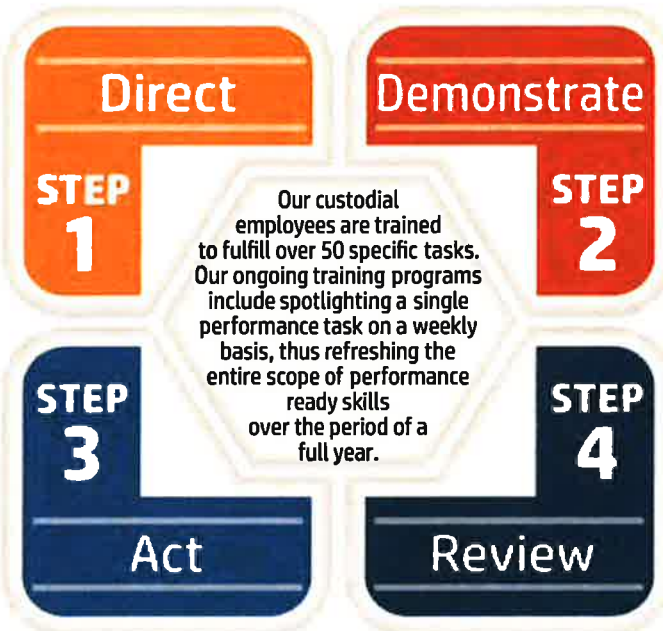 Direct
STEP
1
Demonstrate
STEP
2
Our custodial
employees are trained
to fulfill over 50 specific tasks.
Our ongoing training programs
include spotlighting a single
performance task on a weekly
basis, thus refreshing the
entire scope of performance
ready skills
over the period of a
full year.
STEP
3
Act
STEP
4
Review